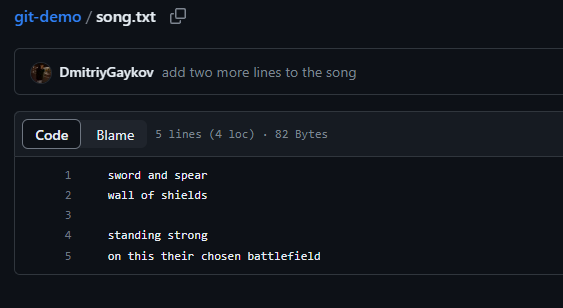 git-demo / song.txt
DmitriyGaykov add two more lines to the song
Code Blame 5 lines (4 loc) · 82 Bytes
1 sword and spear
2 wall of shields
3
4 standing strong
5 on this their chosen battlefield